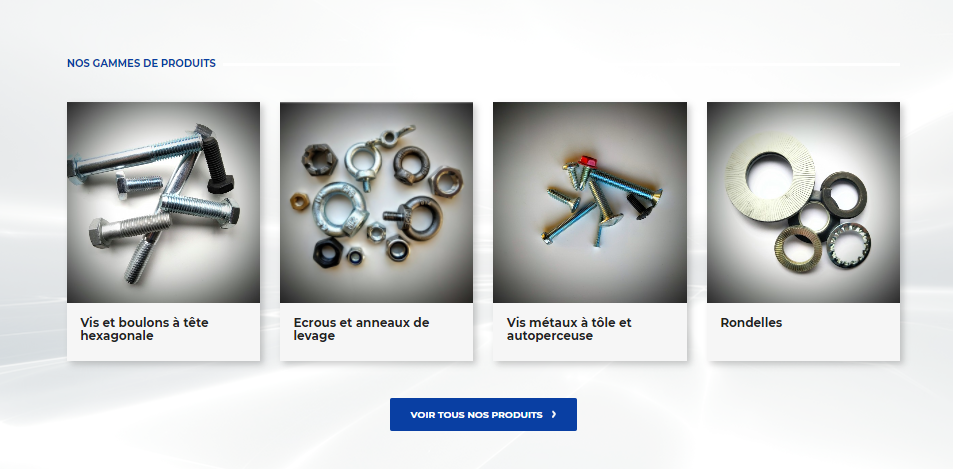 NOS GAMMES DE PRODUITS
Vis et boulons à tête
hexagonale
Ecrous et anneaux de
levage
Vis métaux à tôle et
autoperceuse
Rondelles
VOIR TOUS NOS PRODUITS